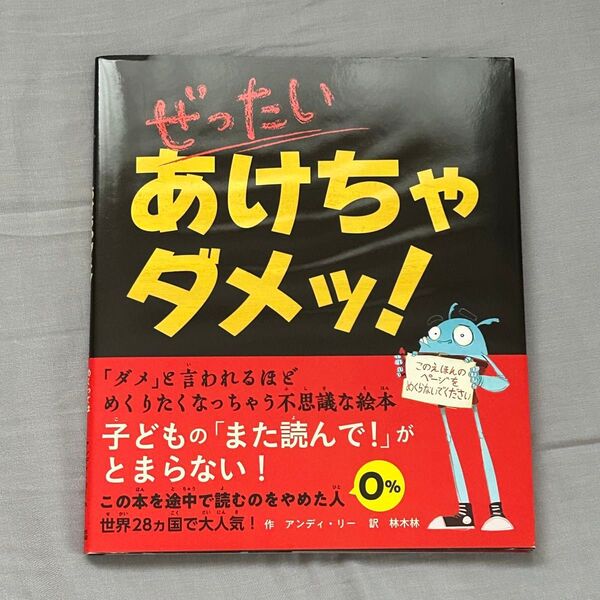 ぜったい
あけちゃ
ダメッ!
このえほんの
ページを
めくらないでください
「ダメ」と言われるほど
めくりたくなっちゃう不思議な絵本
子どもの「また読んで!」が
とまらない!
この本を途中で読むのをやめた人 0%
世界28ヵ国で大人気! 作 アンディ・リー 訳 林木林